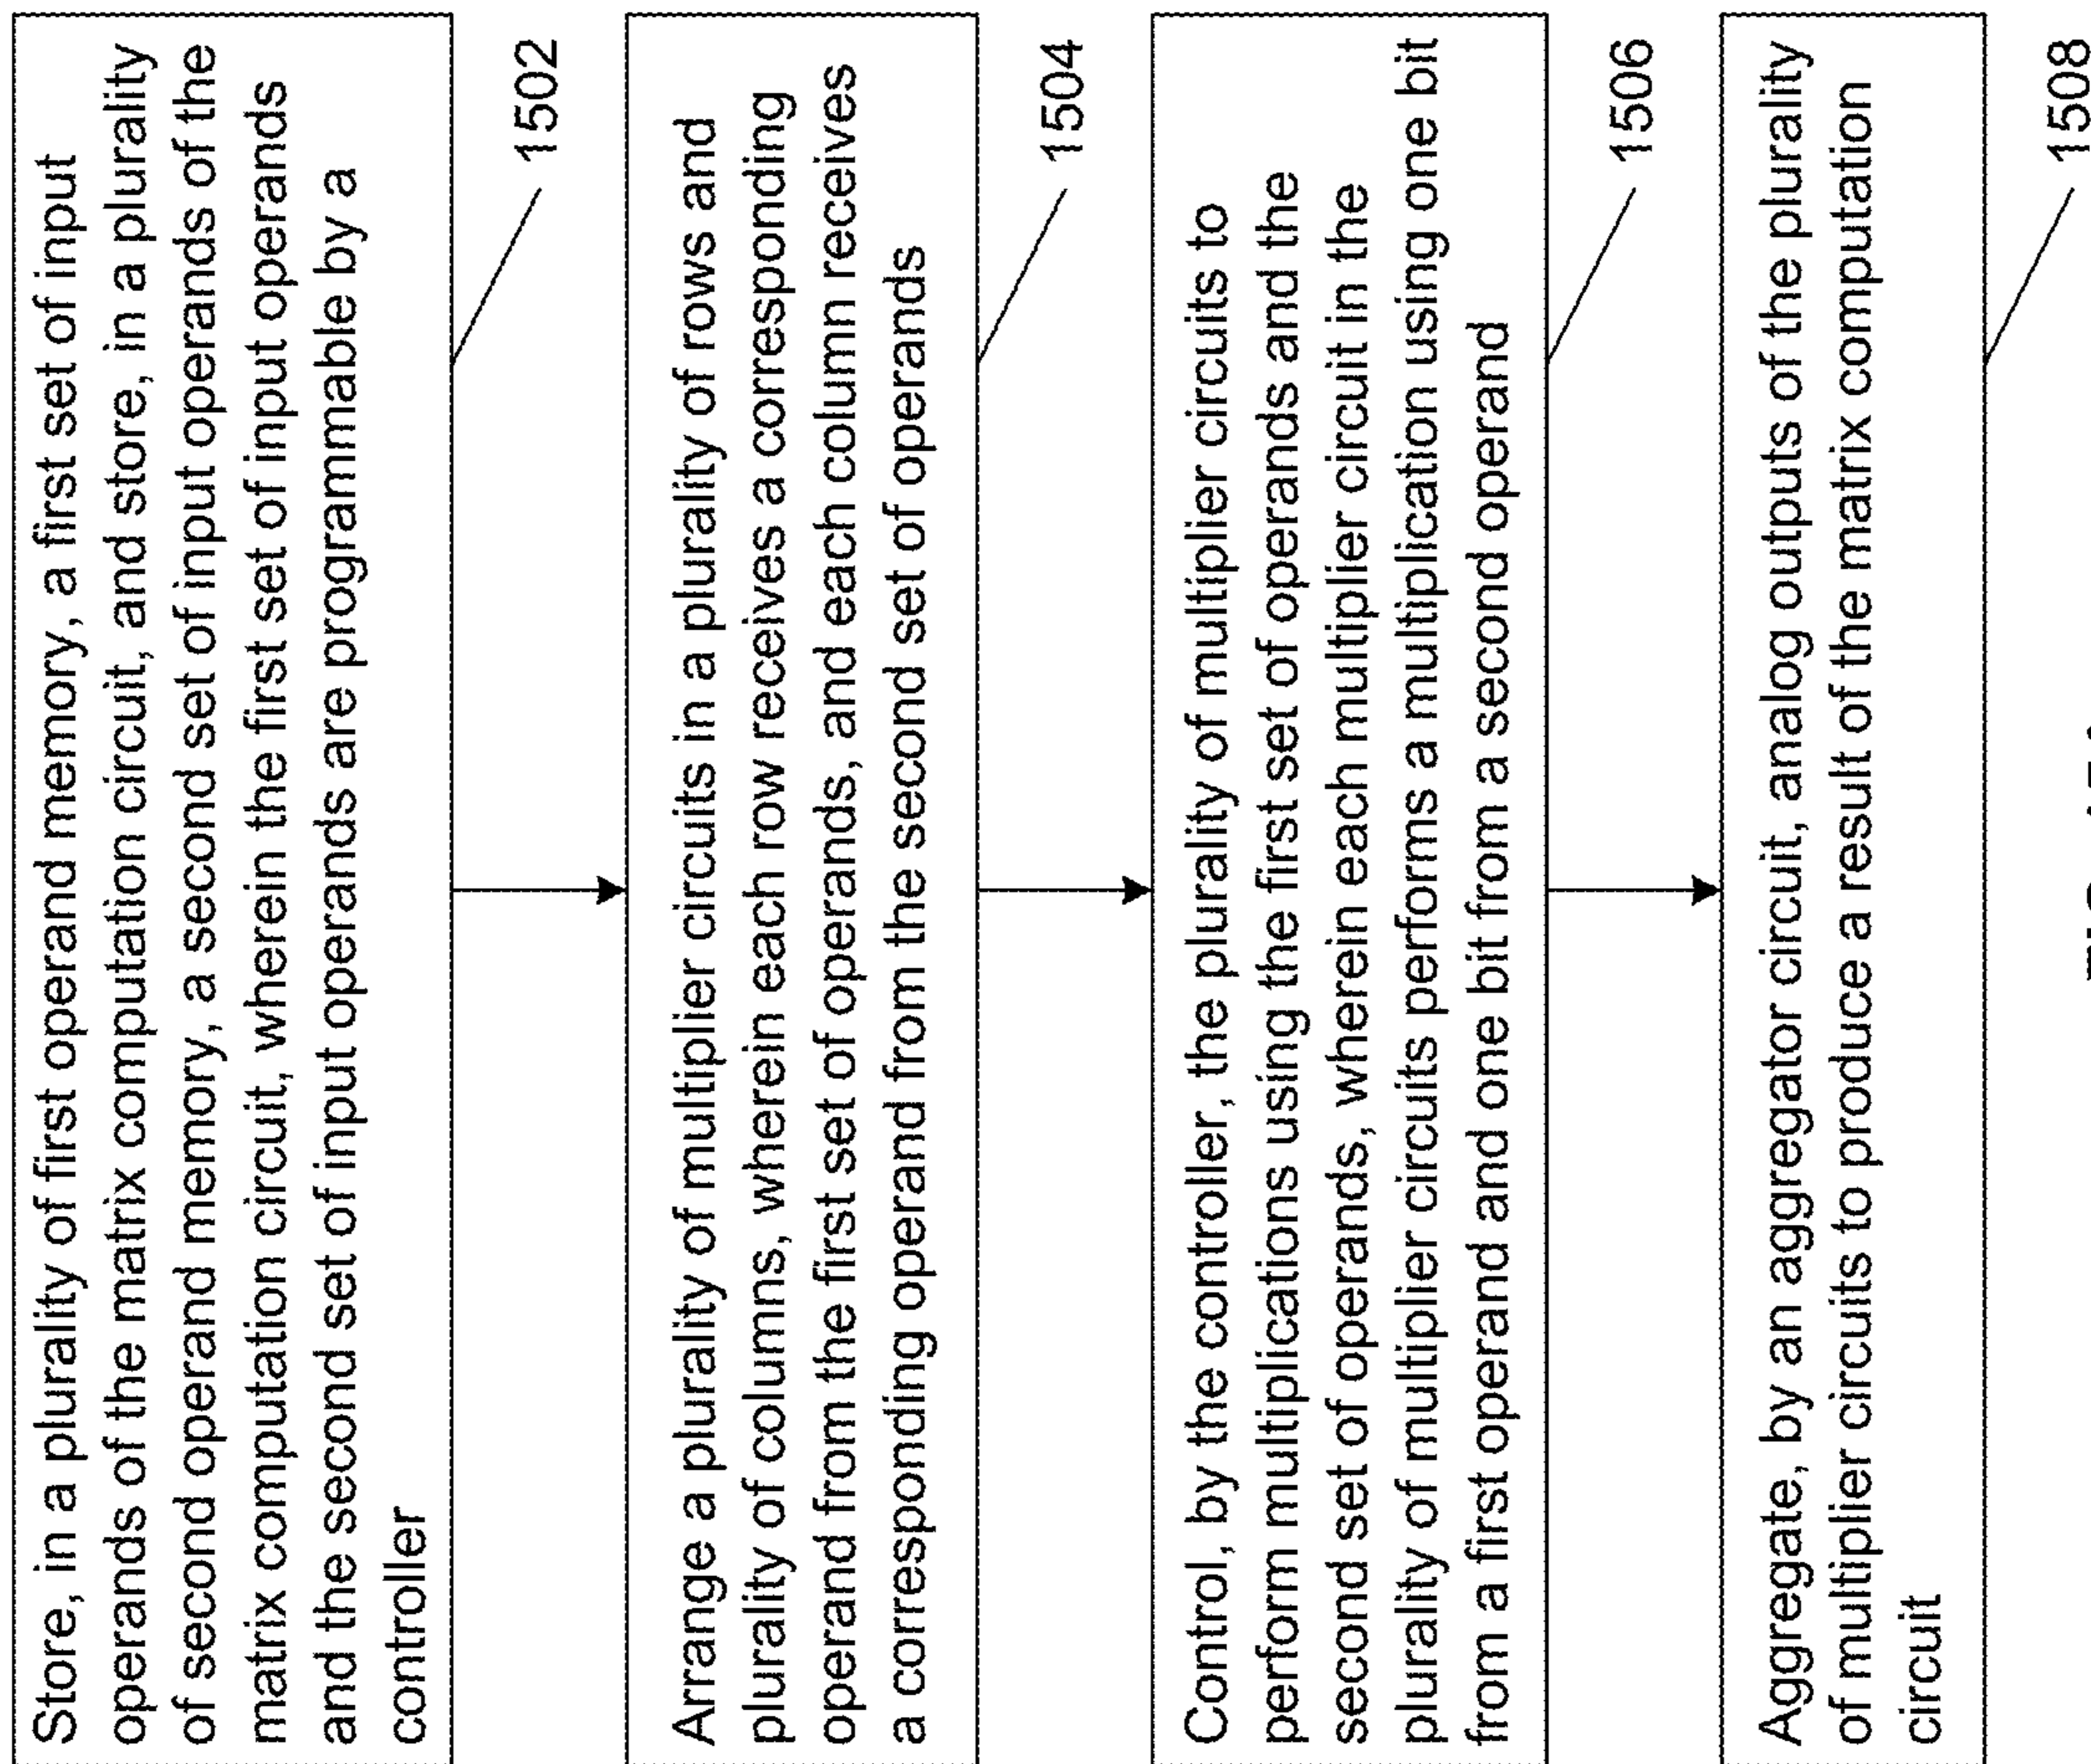 Store, in a plurality of first operand memory, a first set of input
operands of the matrix computation circuit, and store, in a plurality
of second operand memory, a second set of input operands of the
matrix computation circuit, wherein the first set of input operands
and the second set of input operands are programmable by a
controller
1502
Arrange a plurality of multiplier circuits in a plurality of rows and
plurality of columns, wherein each row receives a corresponding
operand from the first set of operands, and each column receives
a corresponding operand from the second set of operands
1504
Control, by the controller, the plurality of multiplier circuits to
perform multiplications using the first set of operands and the
second set of operands, wherein each multiplier circuit in the
plurality of multiplier circuits performs a multiplication using one bit
from a first operand and one bit from a second operand
1506
Aggregate, by an aggregator circuit, analog outputs of the plurality
of multiplier circuits to produce a result of the matrix computation
circuit
1508